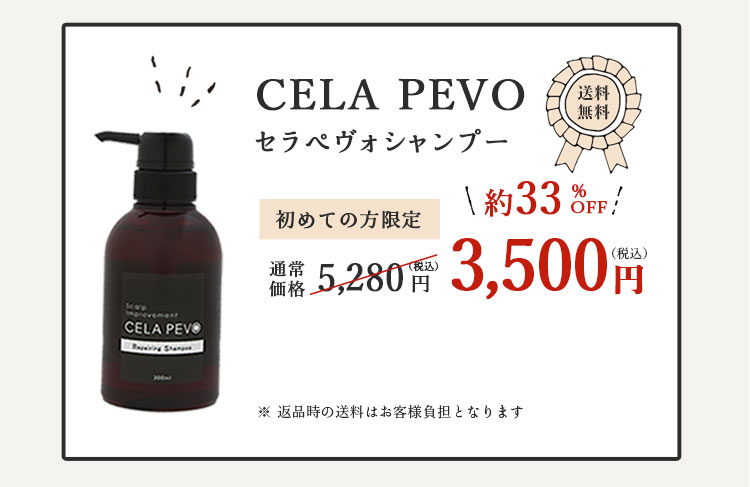 CELA PEVO
セラペヴォシャンプー
送料
無料
約33%OFF
初めての方限定
通常
価格
5,280円
(税込)
3,500円
(税込)
Scalp
Improvement
CELA PEVO
Repairing Shampoo
300ml
※ 返品時の送料はお客様負担となります